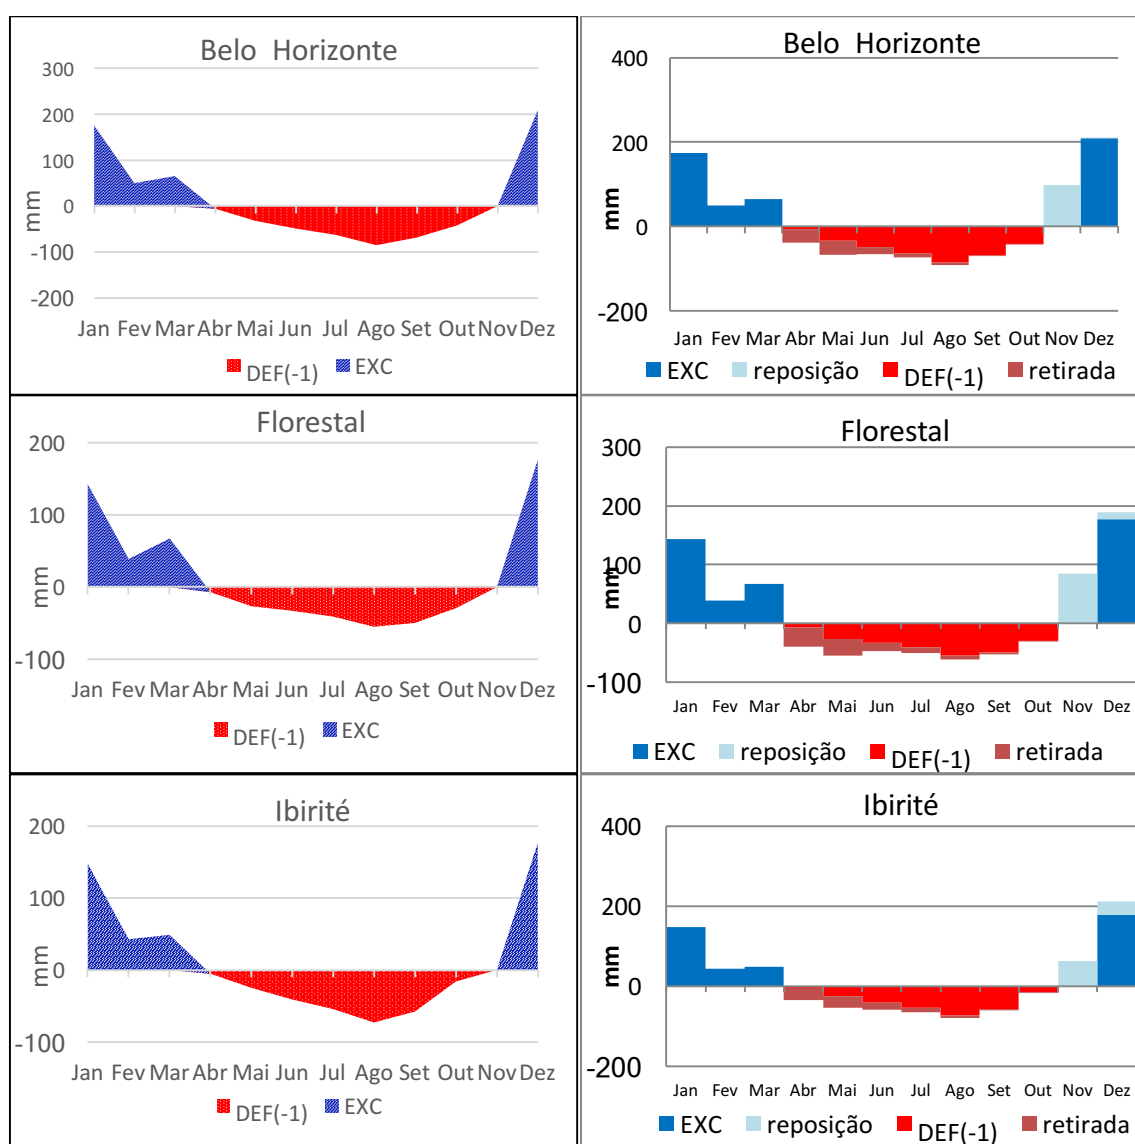 Belo Horizonte
300
200
100
0
-100
-200
mm
Jan Fev Mar Abr Mai Jun Jul Ago Set Out Nov Dez
DEF(-1) EXC
Belo Horizonte
400
200
0
-200
mm
Jan Fev Mar Abr Mai Jun Jul Ago Set Out Nov Dez
EXC reposição DEF(-1) retirada
Florestal
200
100
0
-100
mm
Jan Fev Mar Abr Mai Jun Jul Ago Set Out Nov Dez
DEF(-1) EXC
Florestal
300
200
100
0
-100
mm
Jan Fev Mar Abr Mai Jun Jul Ago Set Out Nov Dez
EXC reposição DEF(-1) retirada
Ibirité
200
100
0
-100
mm
Jan Fev Mar Abr Mai Jun Jul Ago Set Out Nov Dez
DEF(-1) EXC
Ibirité
400
200
0
-200
mm
Jan Fev Mar Abr Mai Jun Jul Ago Set Out Nov Dez
EXC reposição DEF(-1) retirada